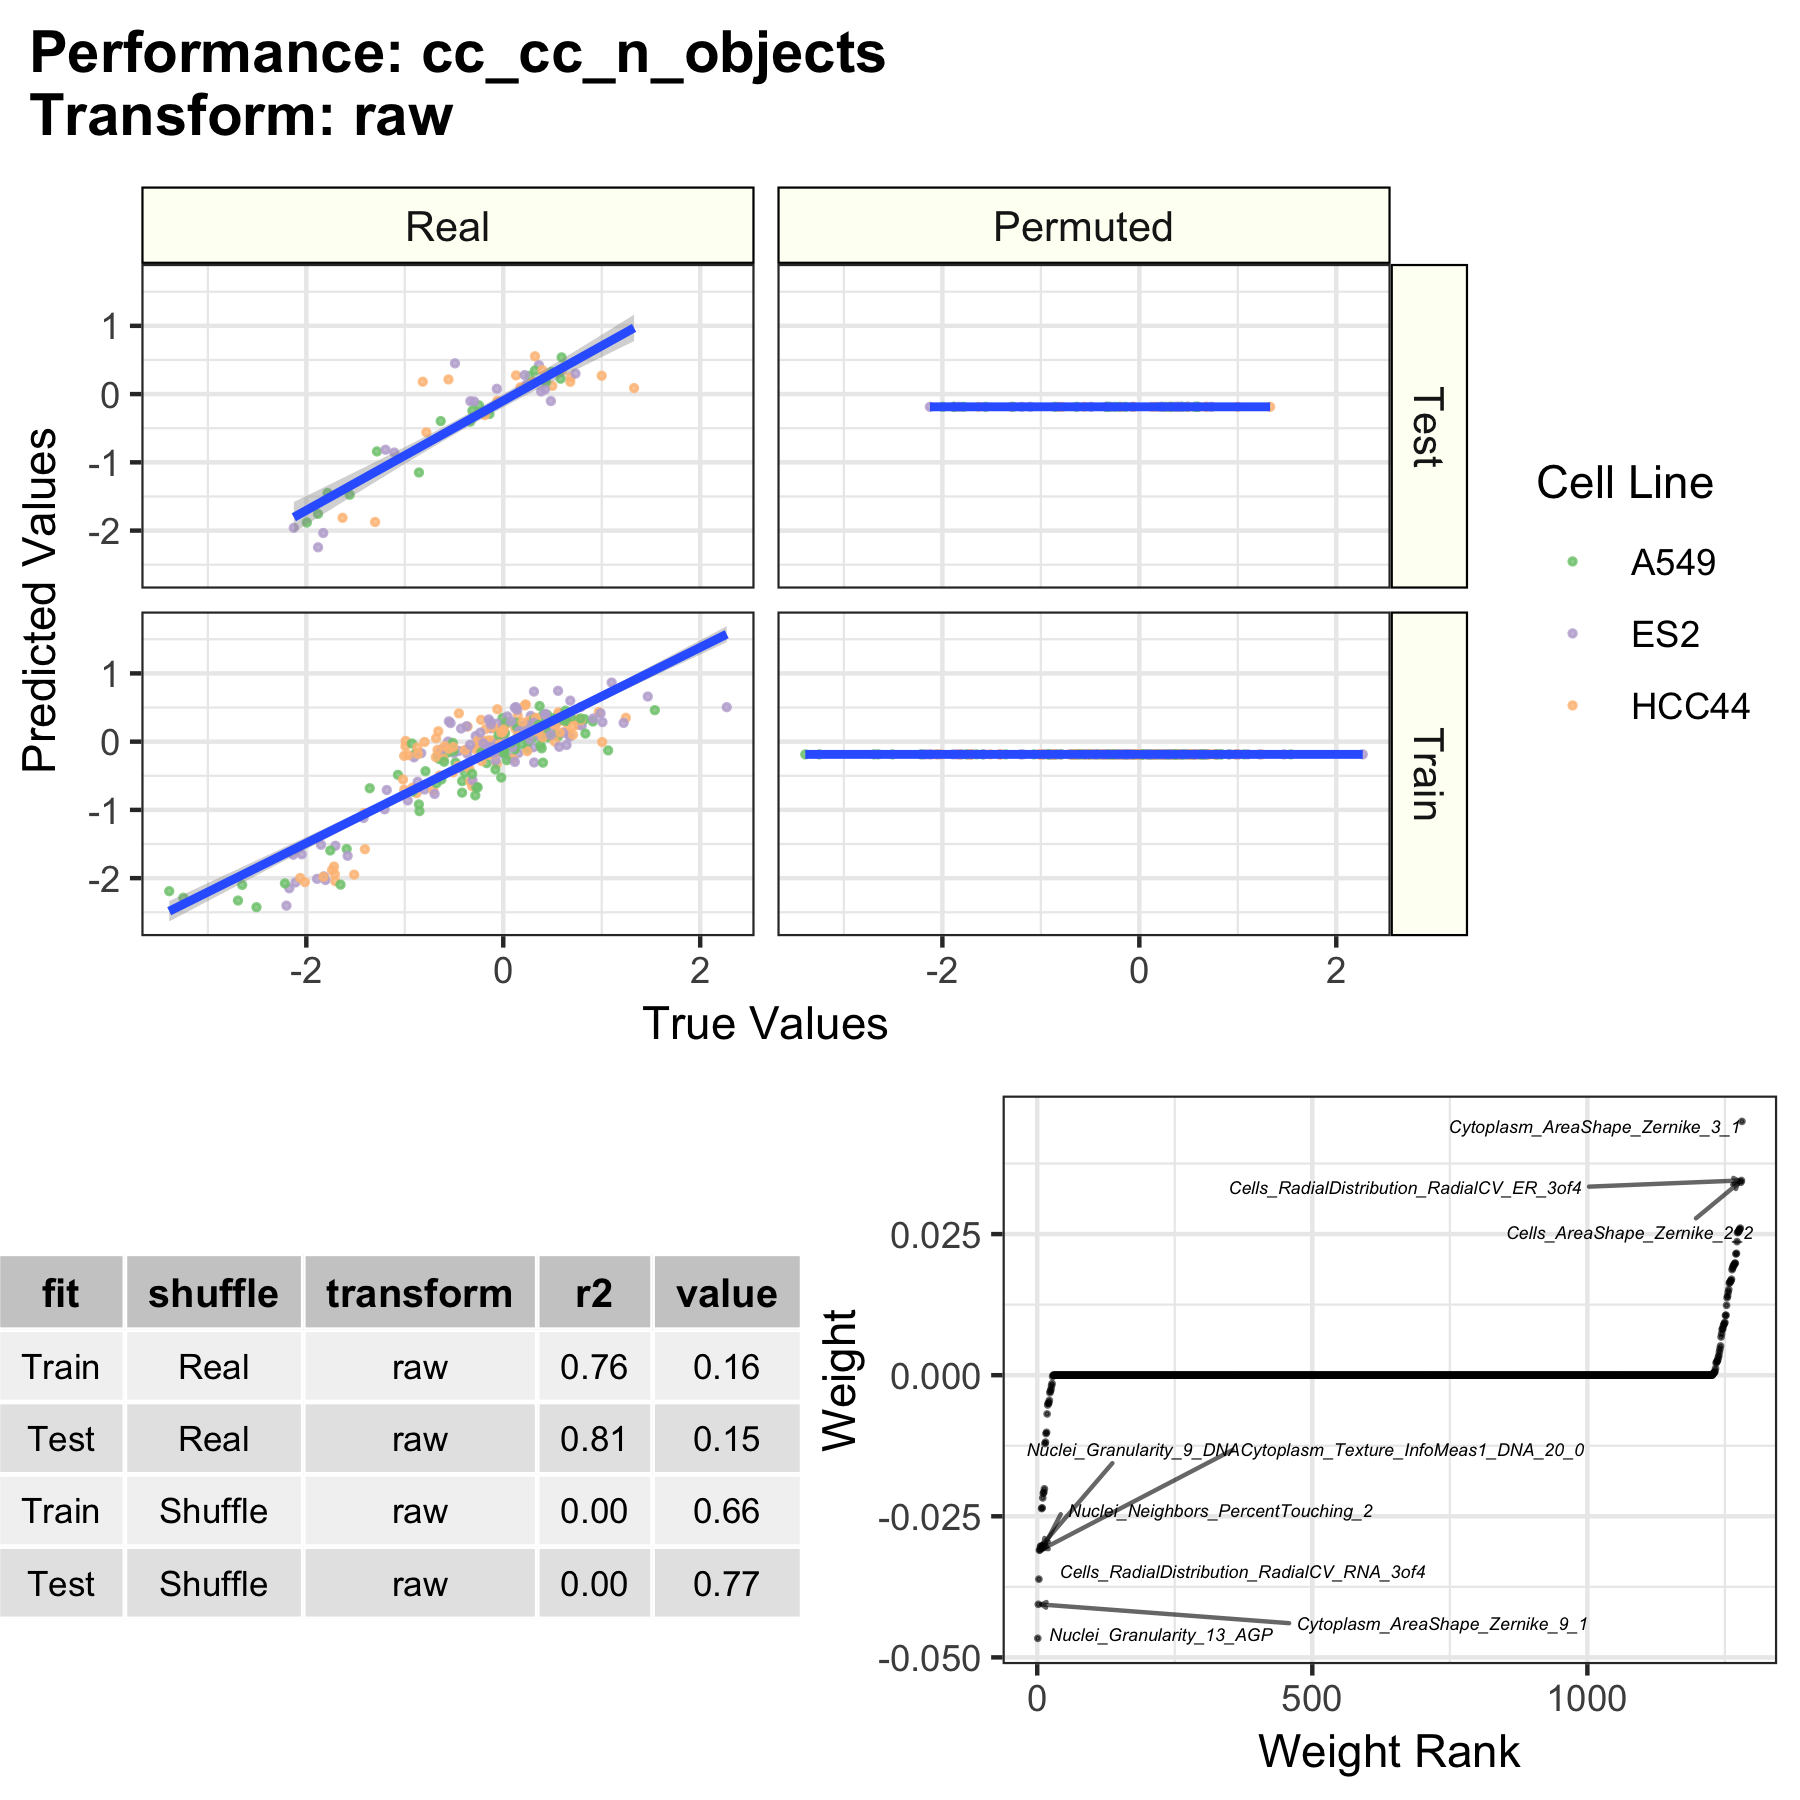 Performance: cc_cc_n_objects
Transform: raw
Real
Permuted
1
0
-1
-2
Test
1
0
-1
-2
Train
Predicted Values
-2
0
2
-2
0
2
True Values
Cell Line
A549
ES2
HCC44
fit shuffle transform r2 value
Train Real raw 0.76 0.16
Test Real raw 0.81 0.15
Train Shuffle raw 0.00 0.66
Test Shuffle raw 0.00 0.77
Weight
0.025
0.000
-0.025
-0.050
Cytoplasm_AreaShape_Zernike_3_1
Cells_RadialDistribution_RadialCV_ER_3of4
Cells_AreaShape_Zernike_2_2
Nuclei_Granularity_9_DNA
Cytoplasm_Texture_InfoMeas1_DNA_20_0
Nuclei_Neighbors_PercentTouching_2
Cells_RadialDistribution_RadialCV_RNA_3of4
Cytoplasm_AreaShape_Zernike_9_1
Nuclei_Granularity_13_AGP
0
500
1000
Weight Rank